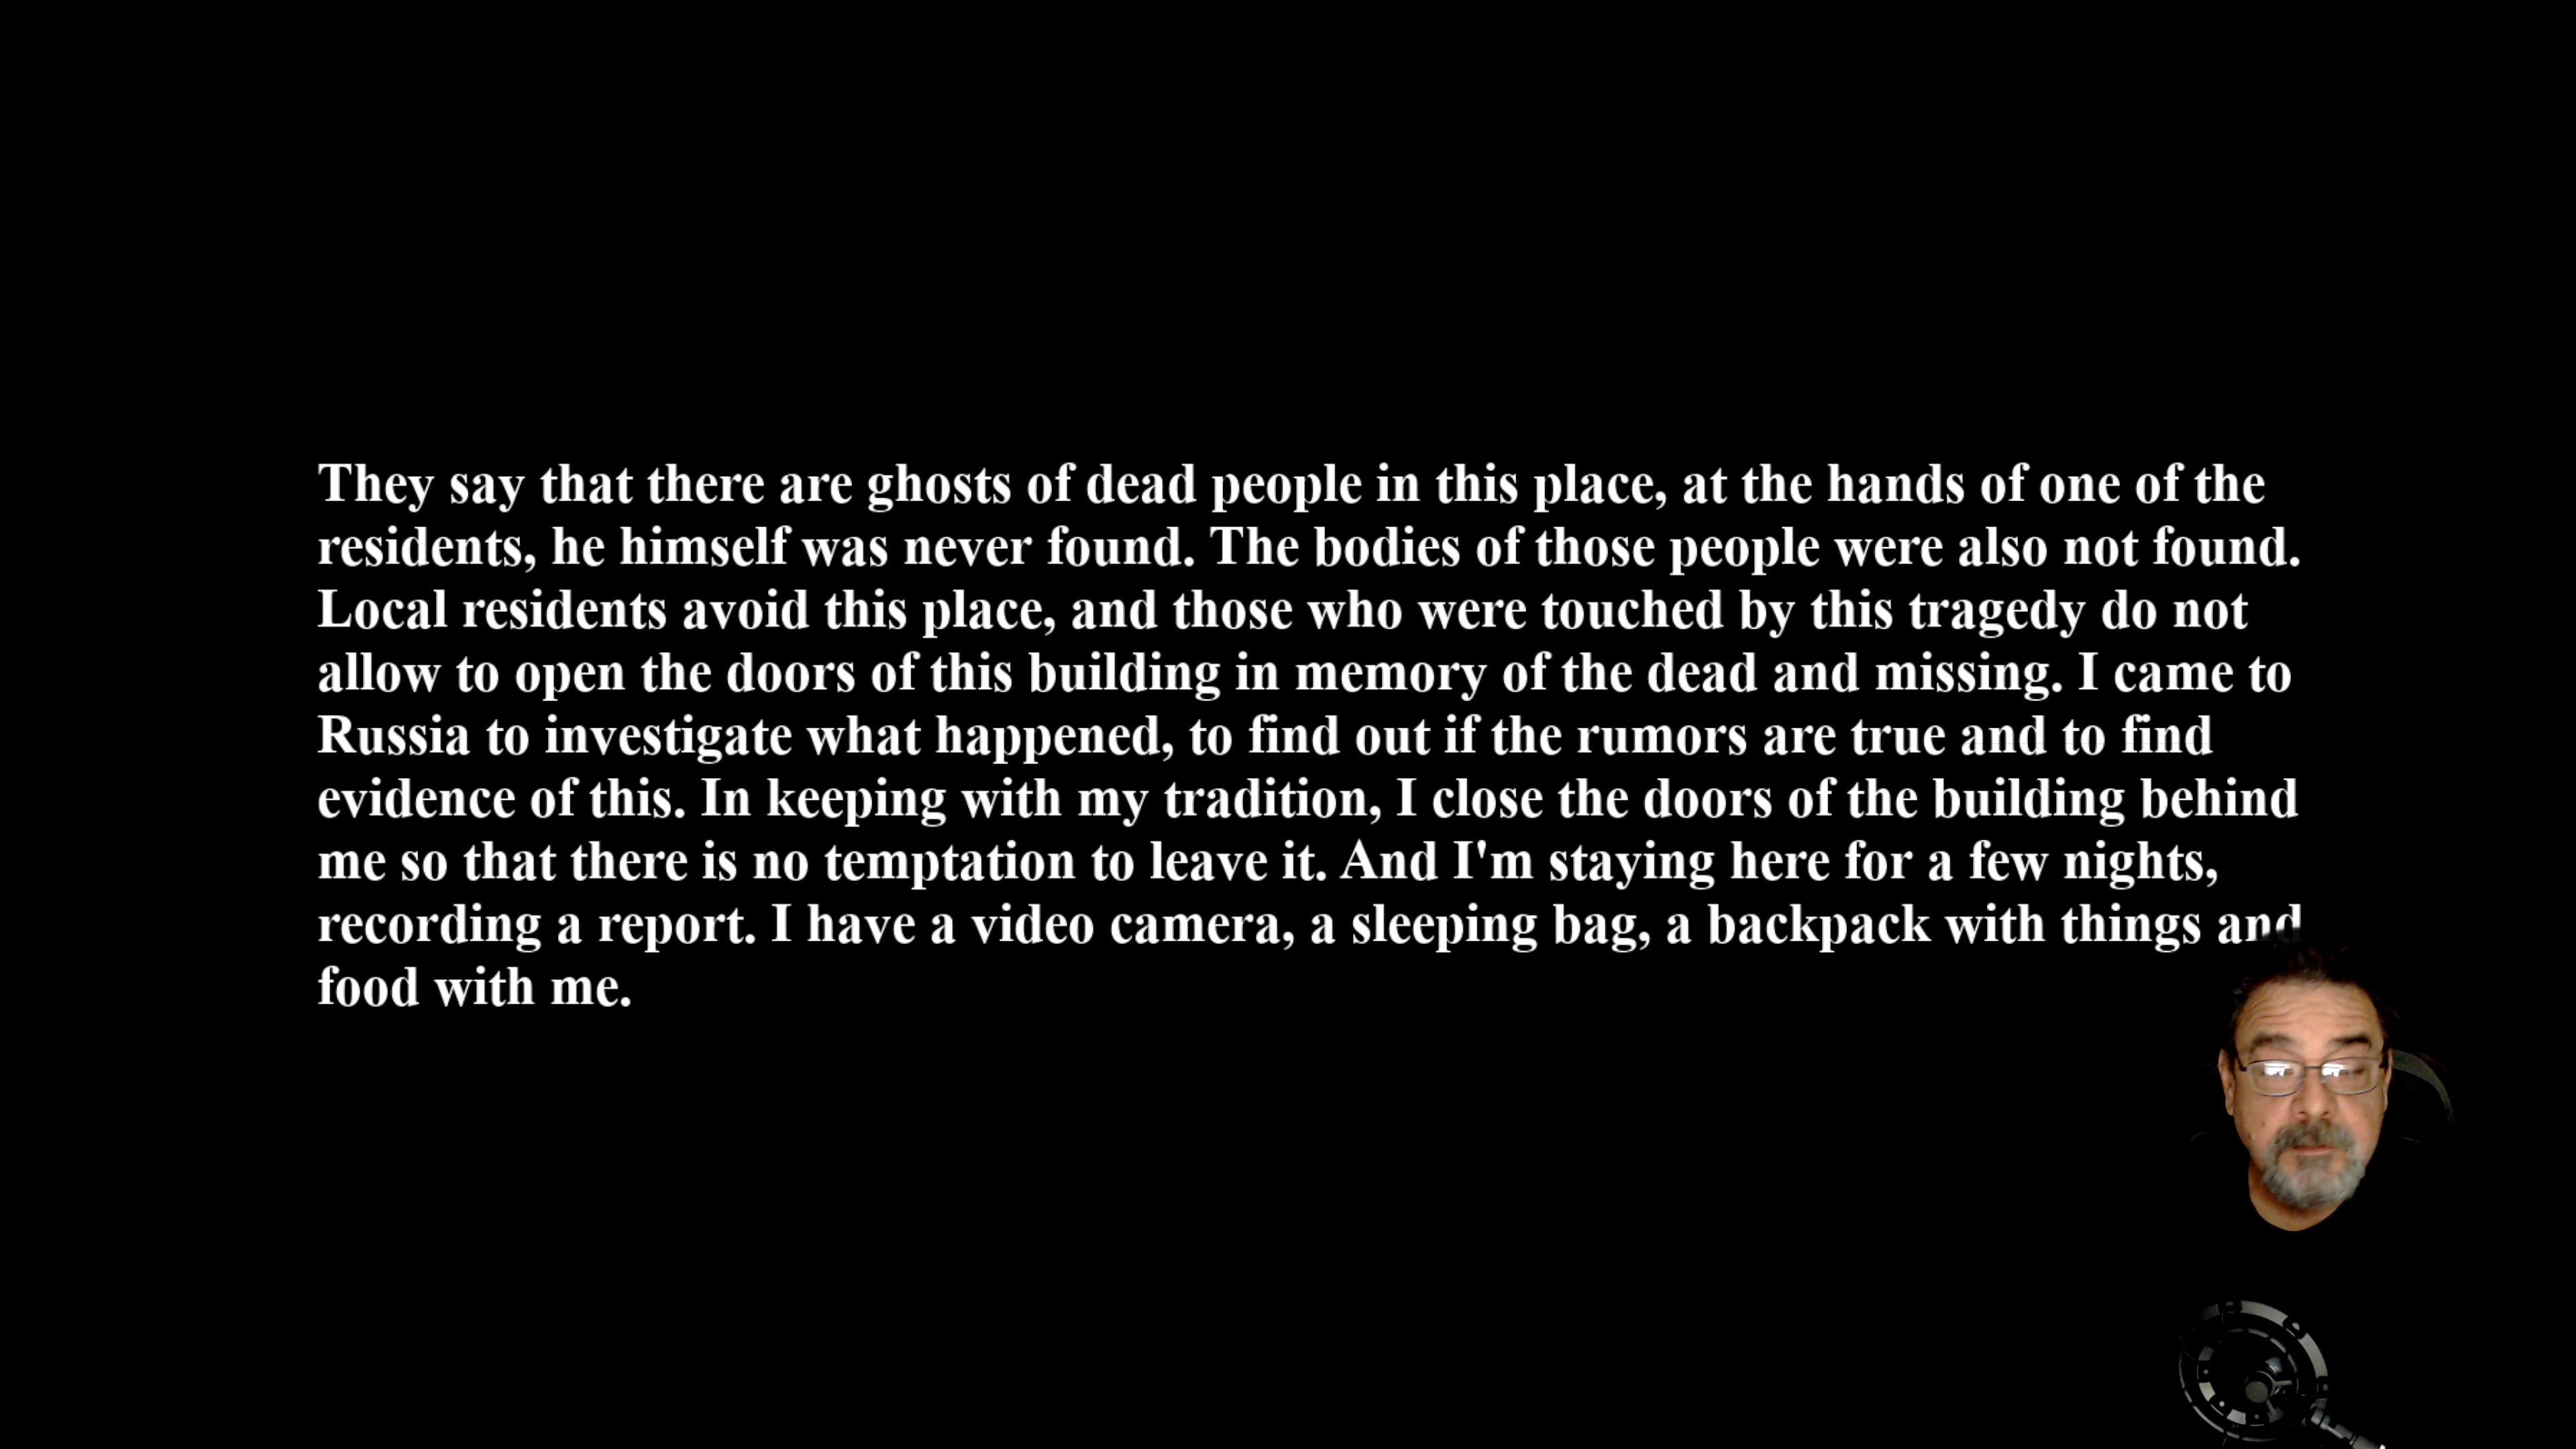 They say that there are ghosts of dead people in this place, at the hands of one of the
residents, he himself was never found. The bodies of those people were also not found.
Local residents avoid this place, and those who were touched by this tragedy do not
allow to open the doors of this building in memory of the dead and missing. I came to
Russia to investigate what happened, to find out if the rumors are true and to find
evidence of this. In keeping with my tradition, I close the doors of the building behind
me so that there is no temptation to leave it. And I'm staying here for a few nights,
recording a report. I have a video camera, a sleeping bag, a backpack with things and
food with me.